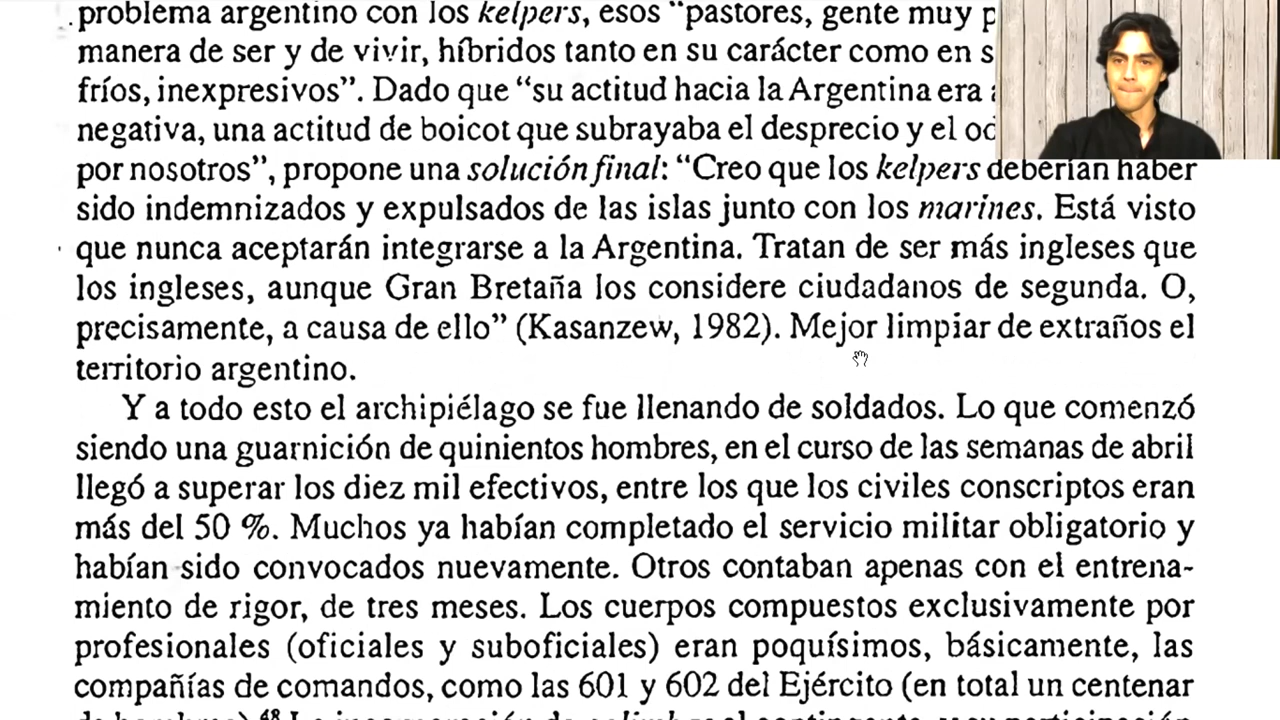 problema argentino con los kelpers, esos "pastores, gente muy p
manera de ser y de vivir, híbridos tanto en su carácter como en s
fríos, inexpresivos". Dado que "su actitud hacia la Argentina era
negativa, una actitud de boicot que subrayaba el desprecio y el od
por nosotros", propone una solución final: "Creo que los kelpers deberían haber
sido indemnizados y expulsados de las islas junto con los marines. Está visto
que nunca aceptarán integrarse a la Argentina. Tratan de ser más ingleses que
los ingleses, aunque Gran Bretaña los considere ciudadanos de segunda. O,
precisamente, a causa de ello" (Kasanzew, 1982). Mejor limpiar de extraños el
territorio argentino.
Y a todo esto el archipiélago se fue llenando de soldados. Lo que comenzó
siendo una guarnición de quinientos hombres, en el curso de las semanas de abril
llegó a superar los diez mil efectivos, entre los que los civiles conscriptos eran
más del 50 %. Muchos ya habían completado el servicio militar obligatorio y
habían sido convocados nuevamente. Otros contaban apenas con el entrena-
miento de rigor, de tres meses. Los cuerpos compuestos exclusivamente por
profesionales (oficiales y suboficiales) eran poquísimos, básicamente, las
compañías de comandos, como las 601 y 602 del Ejército (en total un centenar